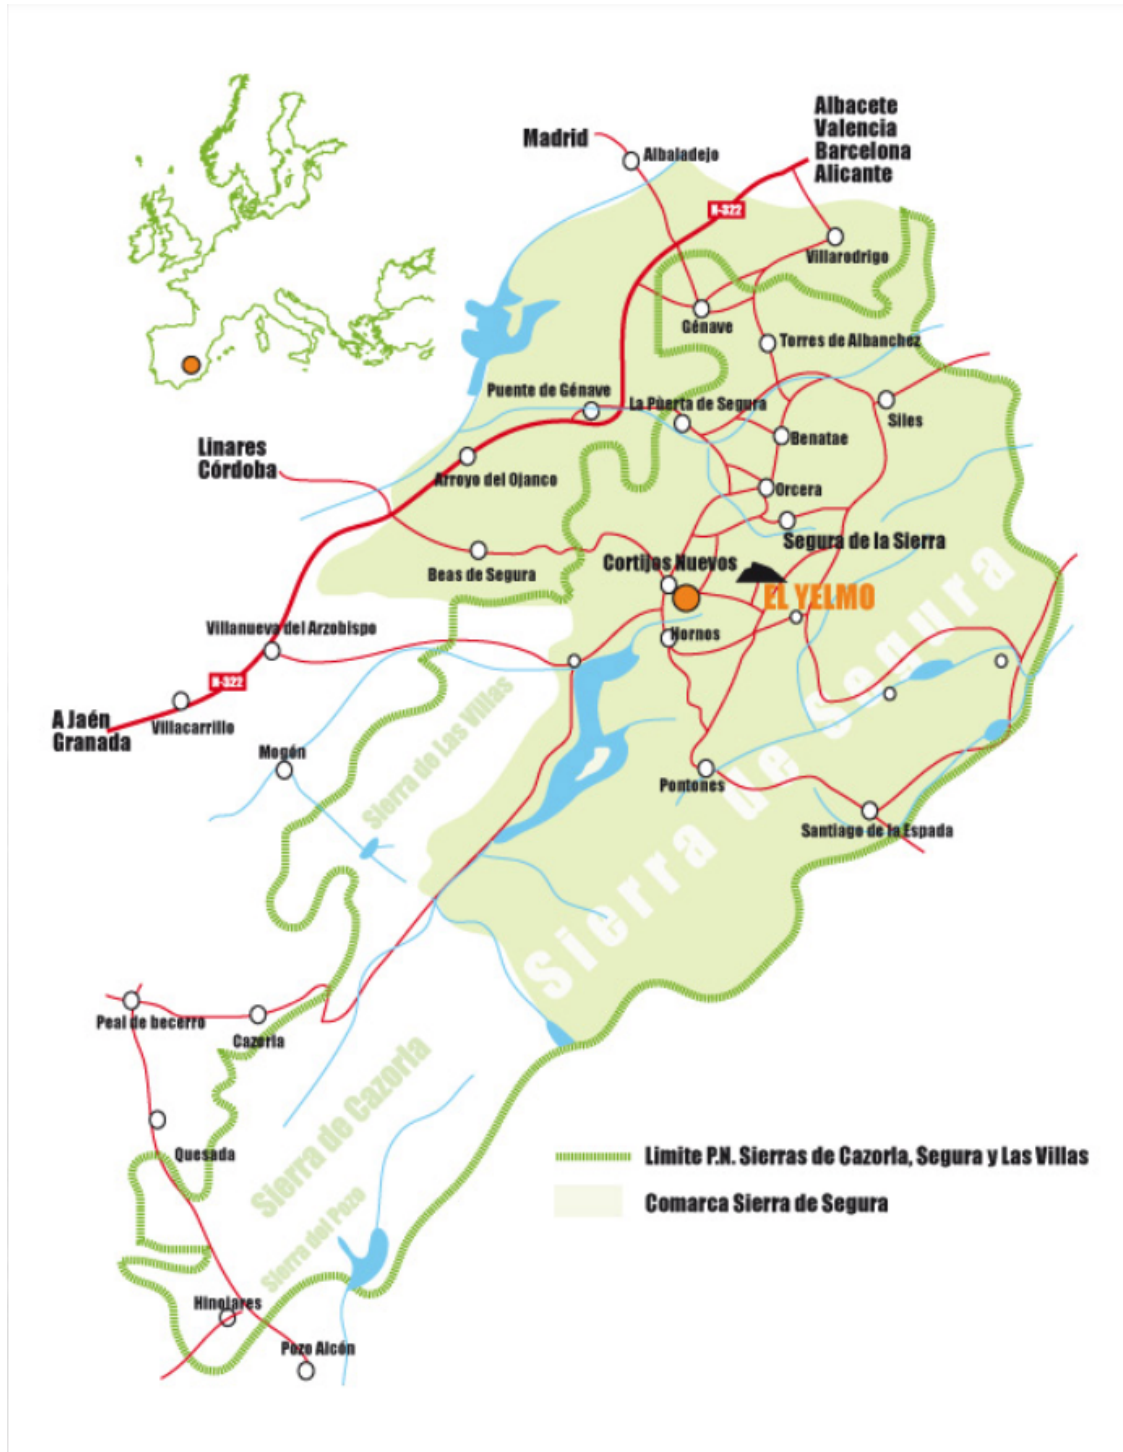 Albacete
Valencia
Barcelona
Alicante
Madrid
Albaladejo
N-322
Villarodrigo
Génave
Torres de Albanchez
Puente de Génave
La Pùerta de Segura
Siles
Benatae
Linares
Córdoba
Arroyo del Ojanco
Orcera
Segura de la Sierra
Cortijos Nuevos
Beas de Segura
EL YELMO
Villanueva del Arzobispo
Hornos
N-322
A Jaén
Granada
Villacarrillo
Mogón
Sierra de Las Villas
Pontones
Sierra de Segura
Santiago de la Espada
Peal de becerro
Cazorla
Sierra de Cazorla
Quesada
Sierra del Pozo
Límite P.N. Sierras de Cazorla, Segura y Las Villas
Comarca Sierra de Segura
Hinojares
Pozo Alcón